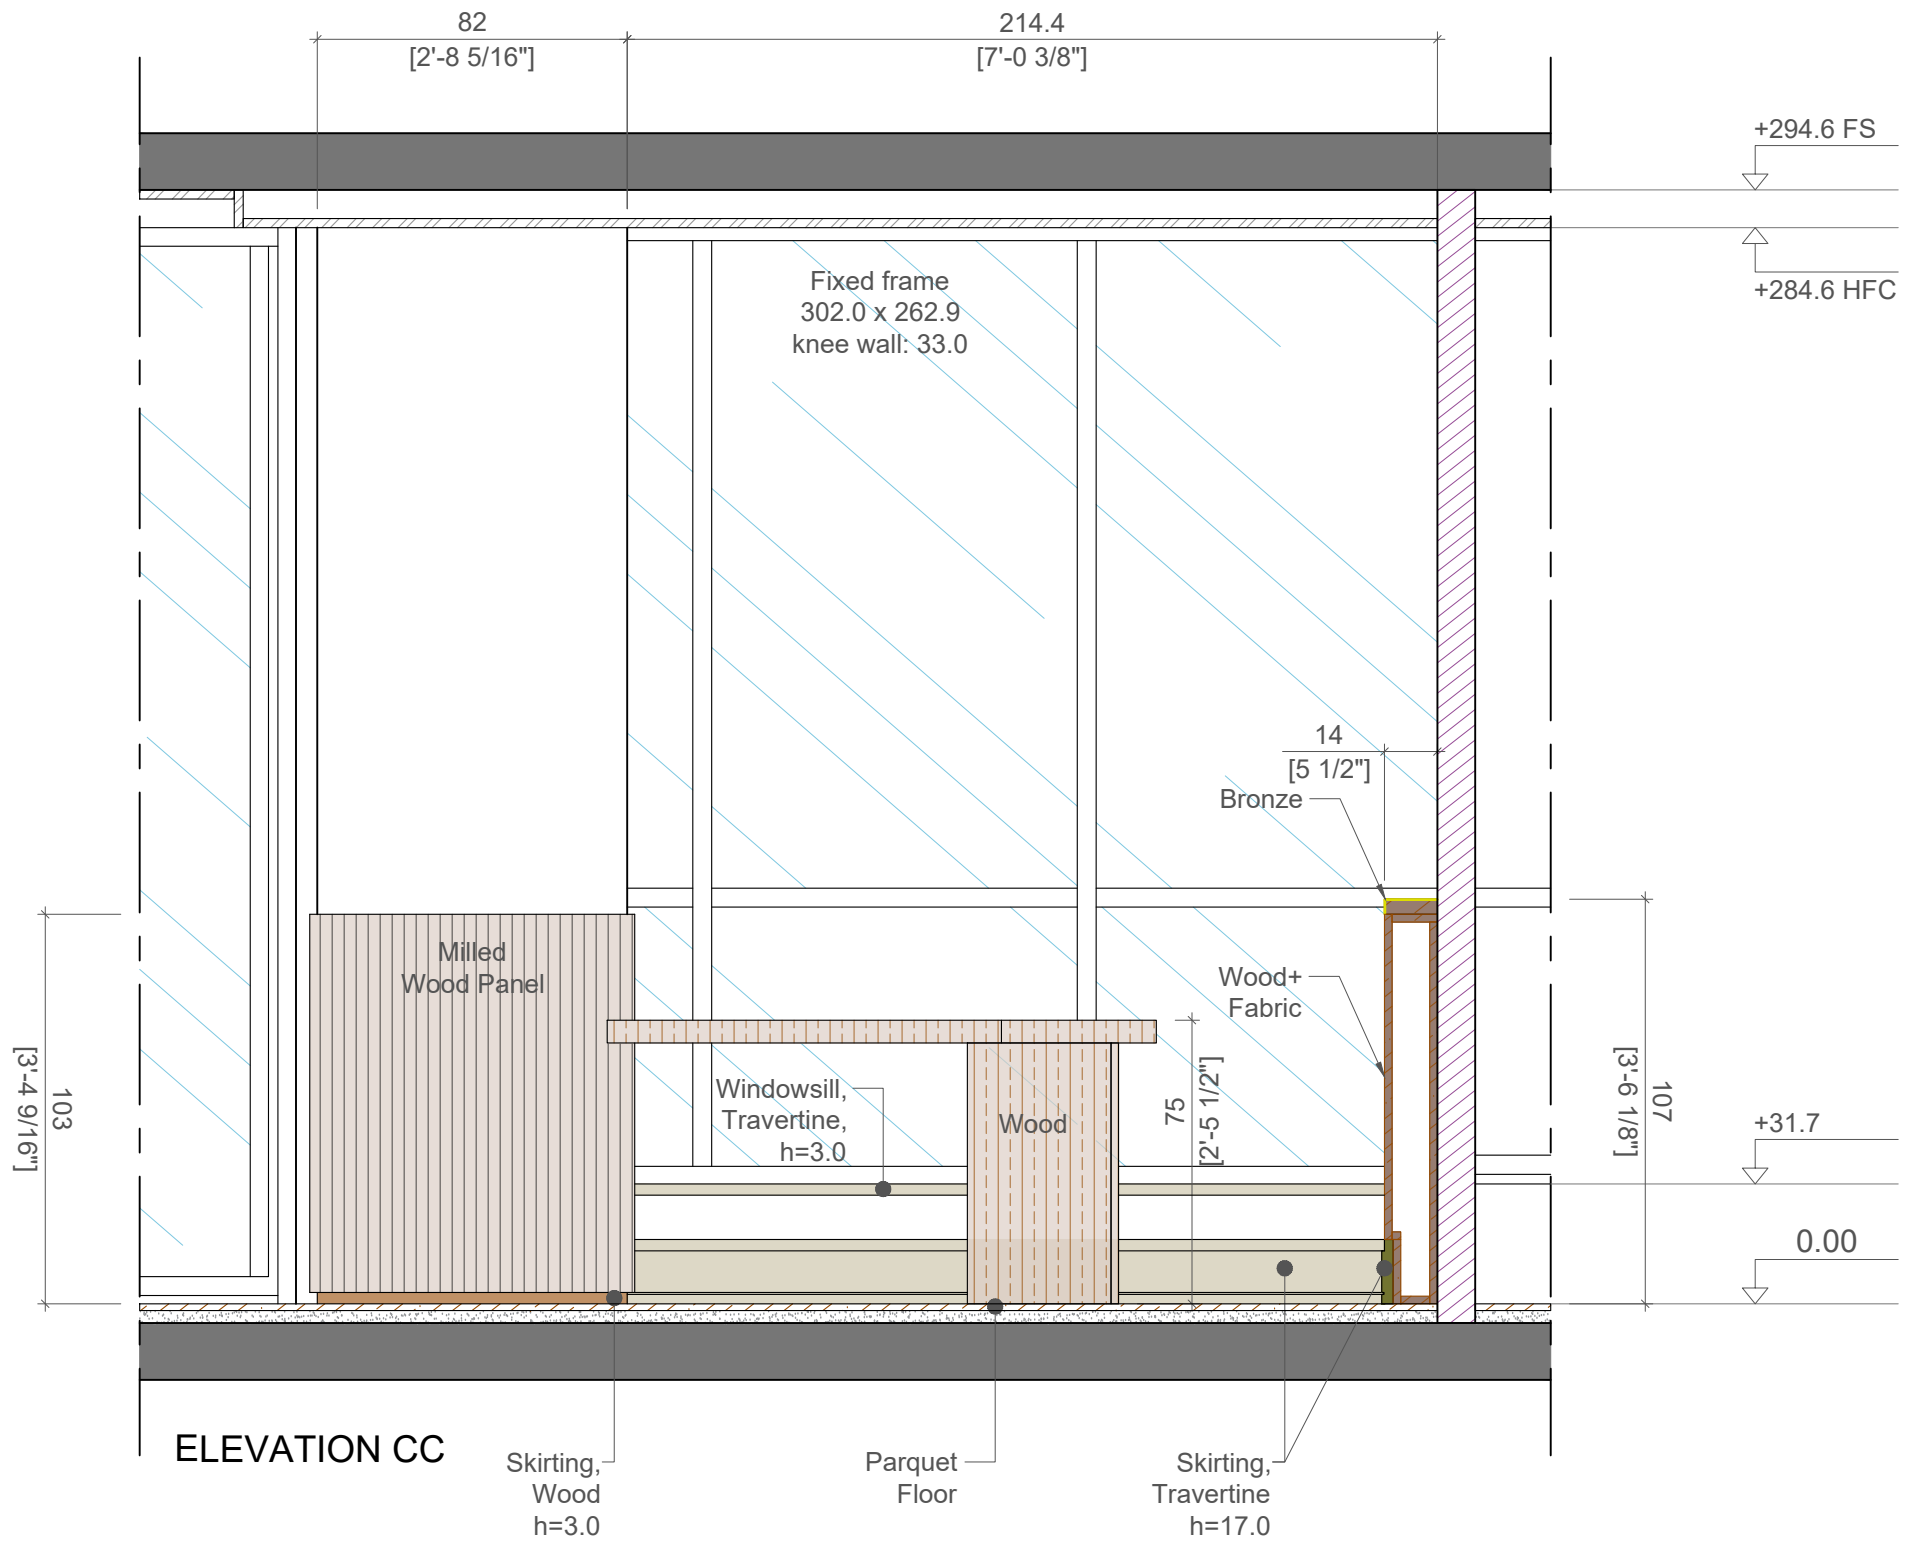 82
[2'-8 5/16"]
214.4
[7'-0 3/8"]
+294.6 FS
+284.6 HFC
Fixed frame
302.0 x 262.9
knee wall: 33.0
14
[5 1/2"]
Bronze
Milled
Wood Panel
Wood+
Fabric
103
[3'-4 9/16"]
Windowsill,
Travertine,
h=3.0
Wood
75
[2'-5 1/2"]
107
[3'-6 1/8"]
+31.7
0.00
ELEVATION CC
Skirting,
Wood
h=3.0
Parquet
Floor
Skirting,
Travertine
h=17.0